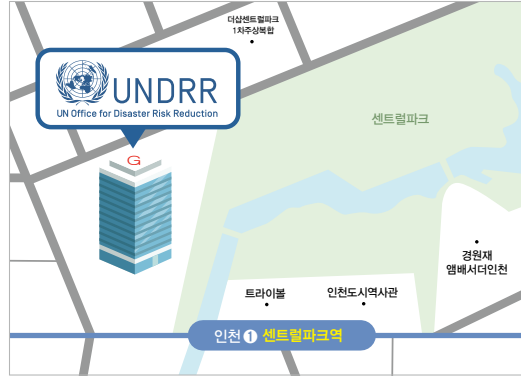 더샵센트럴파크
1차주상복합
UNDRR
UN Office for Disaster Risk Reduction
센트럴파크
G
경원재
앰배서더인천
트라이볼
인천도시역사관
인천 1 센트럴파크역